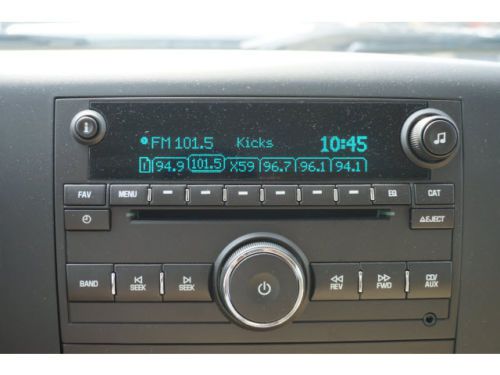 FM 101.5 Kicks 10:45
1 94.9 101.5 X59 96.7 96.1 94.1
FAV MENU EQ CAT
EJECT
BAND SEEK SEEK REV FWD CD/
AUX